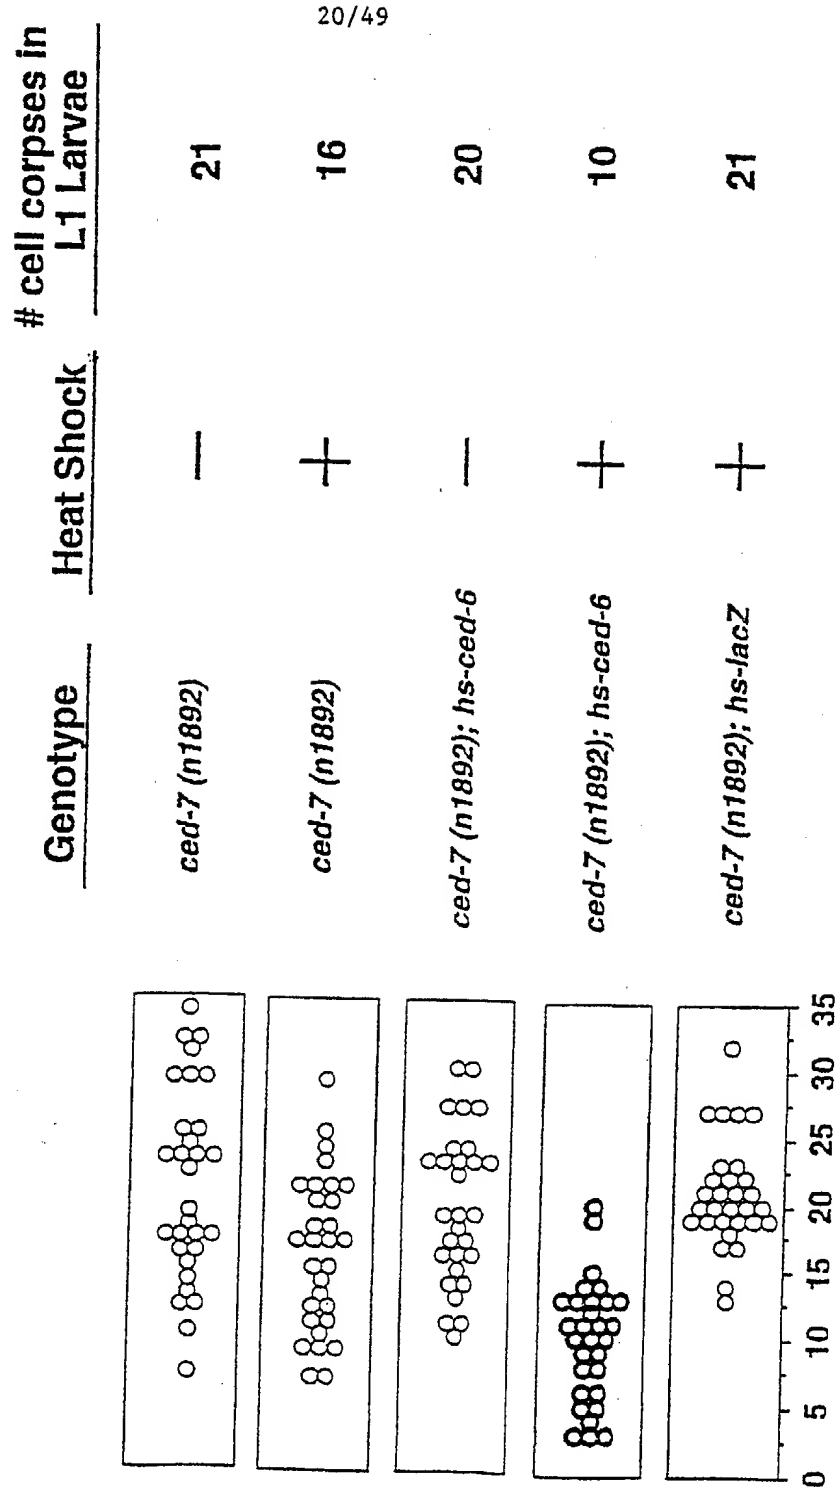 20/49
Genotype Heat Shock # cell corpses in
L1 Larvae
ced-7 (n1892) — 21
ced-7 (n1892) + 16
ced-7 (n1892); hs-ced-6 — 20
ced-7 (n1892); hs-ced-6 + 10
ced-7 (n1892); hs-lacZ + 21
0 5 10 15 20 25 30 35